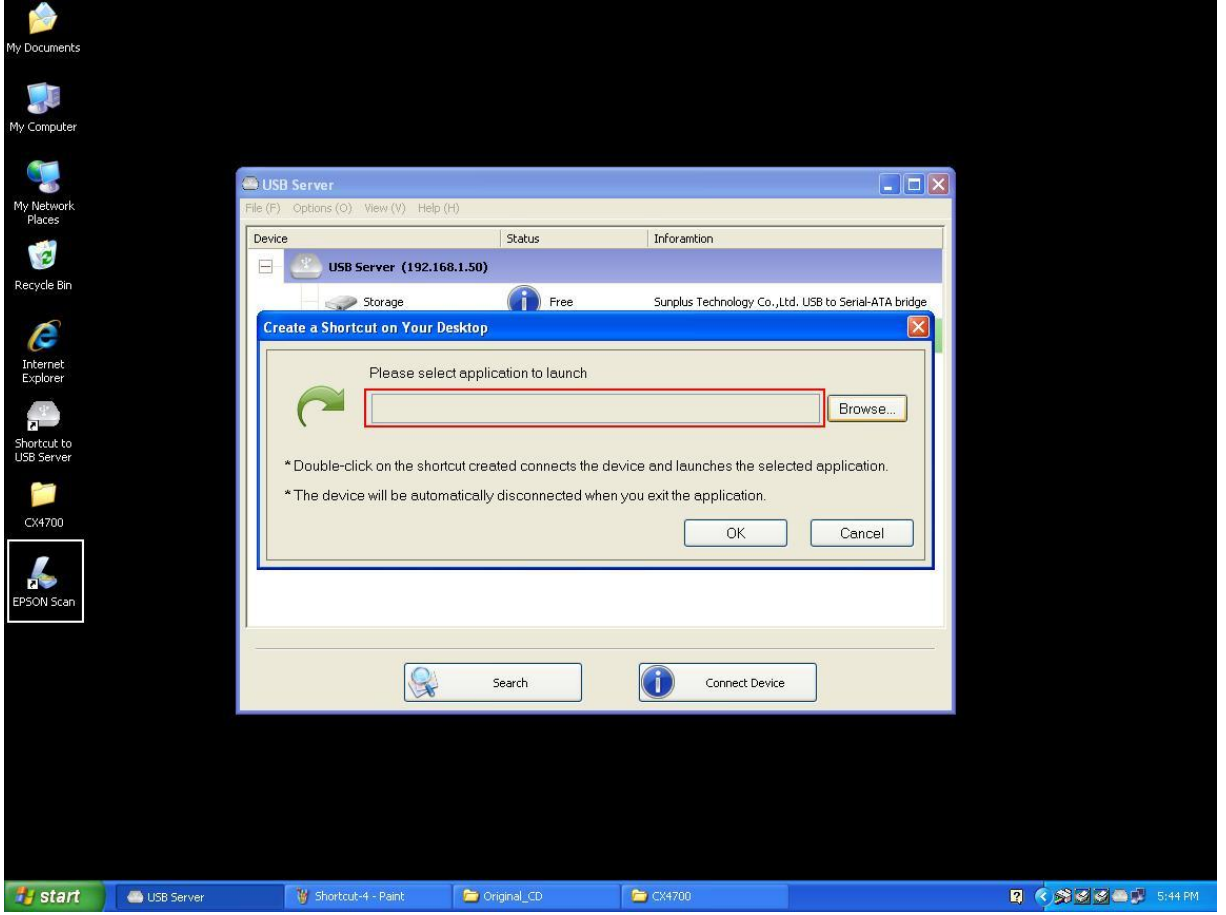 My Documents
My Computer
My Network
Places
Recycle Bin
Internet
Explorer
Shortcut to
USB Server
CX4700
EPSON Scan
USB Server
File (F) Options (O) View (V) Help (H)
Device Status Inforamtion
USB Server (192.168.1.50)
Storage Free Sunplus Technology Co.,Ltd. USB to Serial-ATA bridge
Create a Shortcut on Your Desktop
Please select application to launch
Browse...
* Double-click on the shortcut created connects the device and launches the selected application.
* The device will be automatically disconnected when you exit the application.
OK Cancel
Search Connect Device
start USB Server Shortcut-4 - Paint Original_CD CX4700 5:44 PM